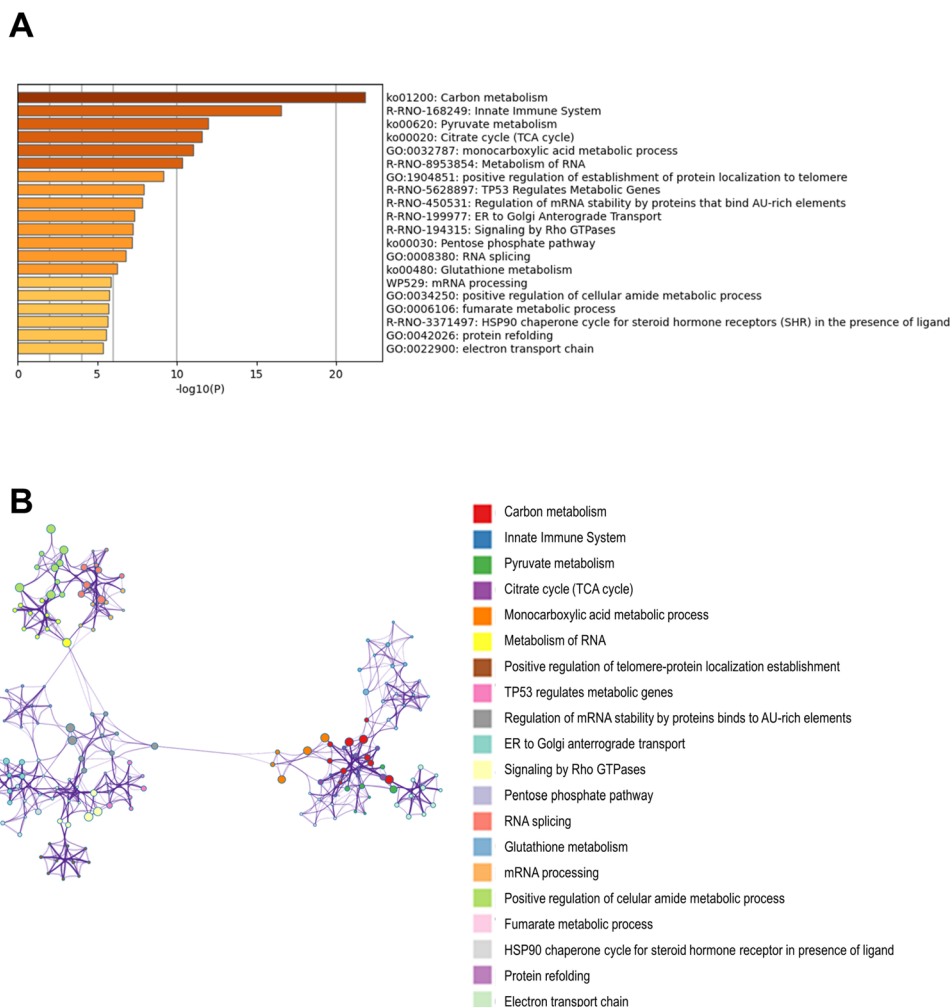 A
ko01200: Carbon metabolism
R-RNO-168249: Innate Immune System
ko00620: Pyruvate metabolism
ko00020: Citrate cycle (TCA cycle)
GO:0032787: monocarboxylic acid metabolic process
R-RNO-8953854: Metabolism of RNA
GO:1904851: positive regulation of establishment of protein localization to telomere
R-RNO-5628897: TP53 Regulates Metabolic Genes
R-RNO-450531: Regulation of mRNA stability by proteins that bind AU-rich elements
R-RNO-199977: ER to Golgi Anterograde Transport
R-RNO-194315: Signaling by Rho GTPases
ko00030: Pentose phosphate pathway
GO:0008380: RNA splicing
ko00480: Glutathione metabolism
WP529: mRNA processing
GO:0034250: positive regulation of cellular amide metabolic process
GO:0006106: fumarate metabolic process
R-RNO-3371497: HSP90 chaperone cycle for steroid hormone receptors (SHR) in the presence of ligand
GO:0042026: protein refolding
GO:0022900: electron transport chain
0 5 10 15 20
-log10(P)
B
Carbon metabolism
Innate Immune System
Pyruvate metabolism
Citrate cycle (TCA cycle)
Monocarboxylic acid metabolic process
Metabolism of RNA
Positive regulation of telomere-protein localization establishment
TP53 regulates metabolic genes
Regulation of mRNA stability by proteins binds to AU-rich elements
ER to Golgi anterrograde transport
Signaling by Rho GTPases
Pentose phosphate pathway
RNA splicing
Glutathione metabolism
mRNA processing
Positive regulation of celular amide metabolic process
Fumarate metabolic process
HSP90 chaperone cycle for steroid hormone receptor in presence of ligand
Protein refolding
Electron transport chain